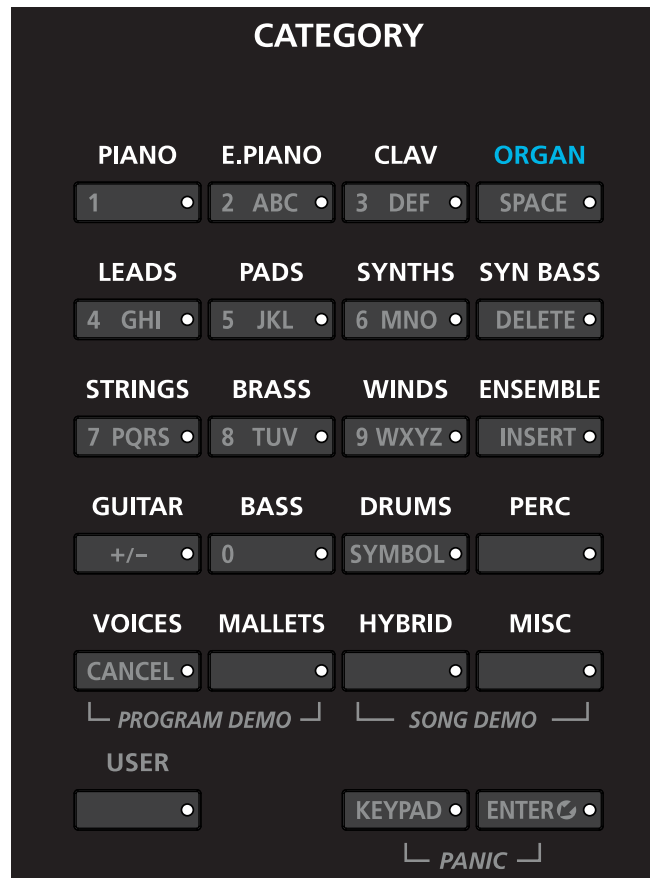 CATEGORY
PIANO E.PIANO CLAV ORGAN
1 2 ABC 3 DEF SPACE
LEADS PADS SYNTHS SYN BASS
4 GHI 5 JKL 6 MNO DELETE
STRINGS BRASS WINDS ENSEMBLE
7 PQRS 8 TUV 9 WXYZ INSERT
GUITAR BASS DRUMS PERC
+/– 0 SYMBOL
VOICES MALLETS HYBRID MISC
CANCEL
PROGRAM DEMO SONG DEMO
USER
KEYPAD ENTER
PANIC